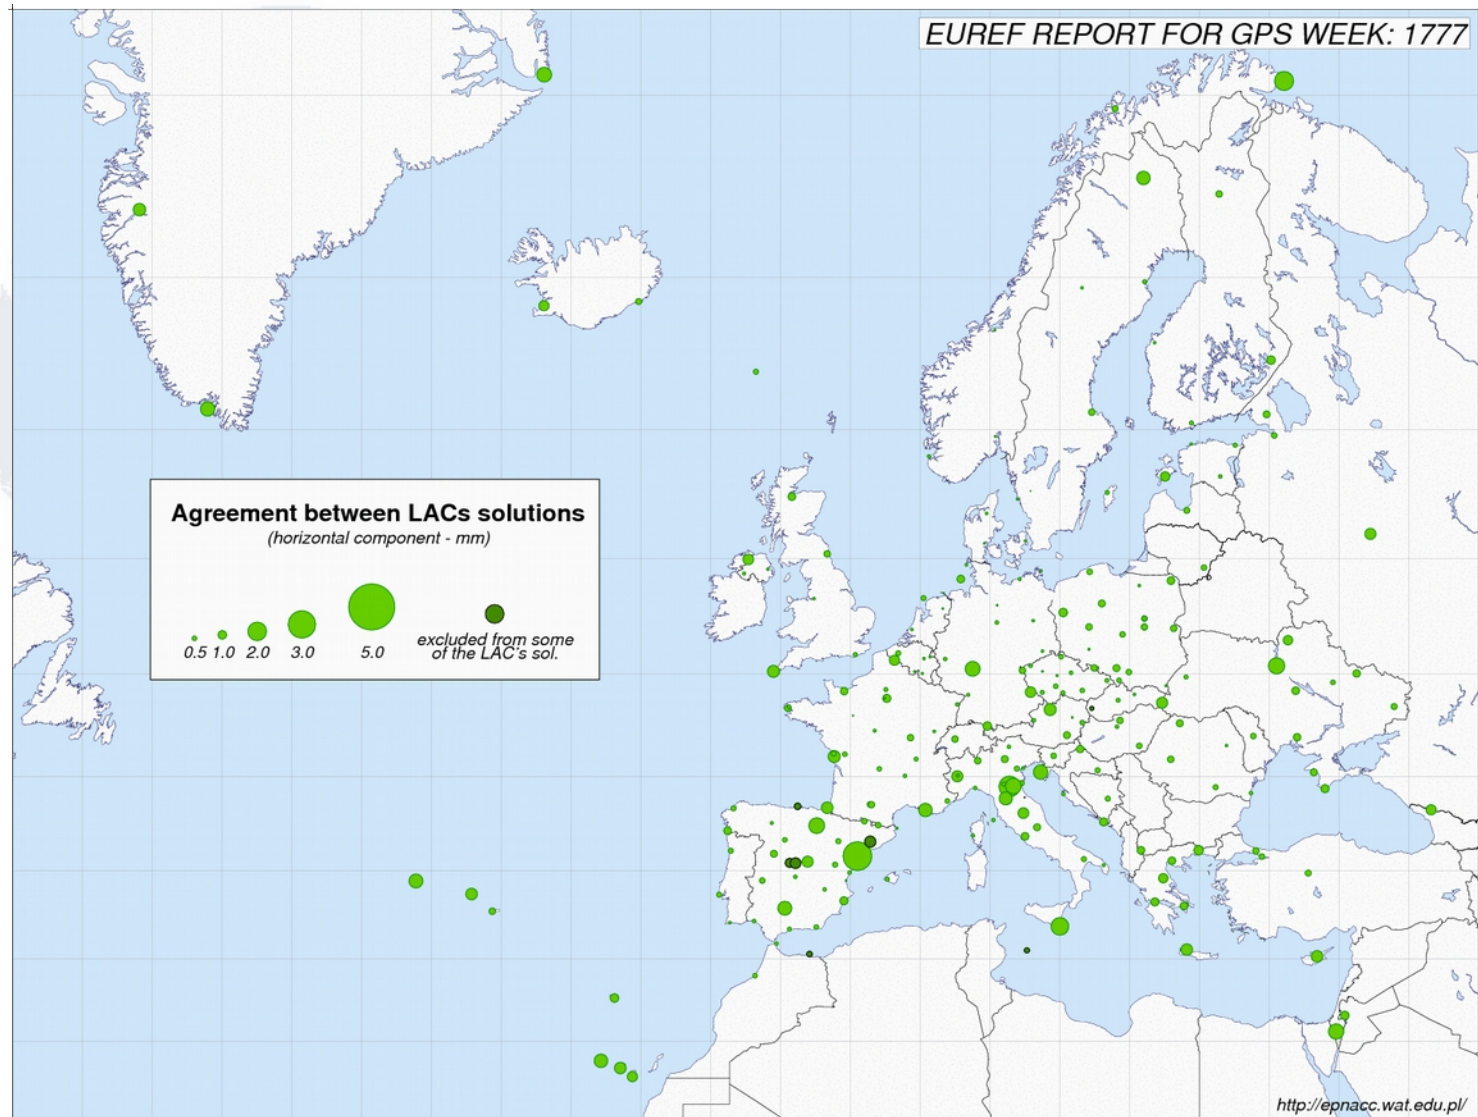 EUREF REPORT FOR GPS WEEK: 1777
Agreement between LACs solutions
(horizontal component - mm)
0.5 1.0 2.0 3.0 5.0
excluded from some
of the LAC's sol.
http://epnacc.wat.edu.pl/